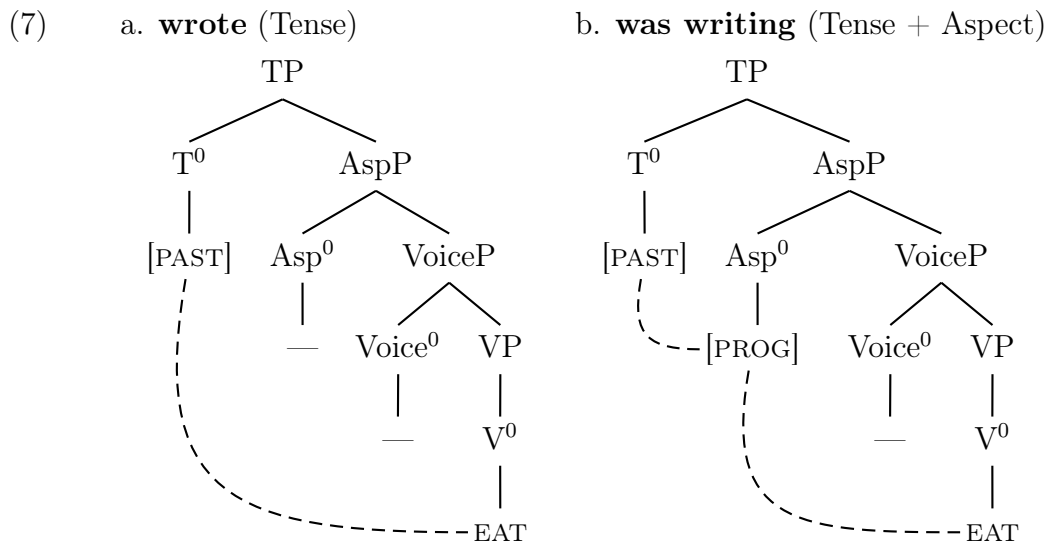 (7) a. wrote (Tense) b. was writing (Tense + Aspect)
TP TP
T⁰ AspP T⁰ AspP
[PAST] Asp⁰ VoiceP [PAST] Asp⁰ VoiceP
— Voice⁰ VP [PROG] Voice⁰ VP
— V⁰ — V⁰
EAT EAT